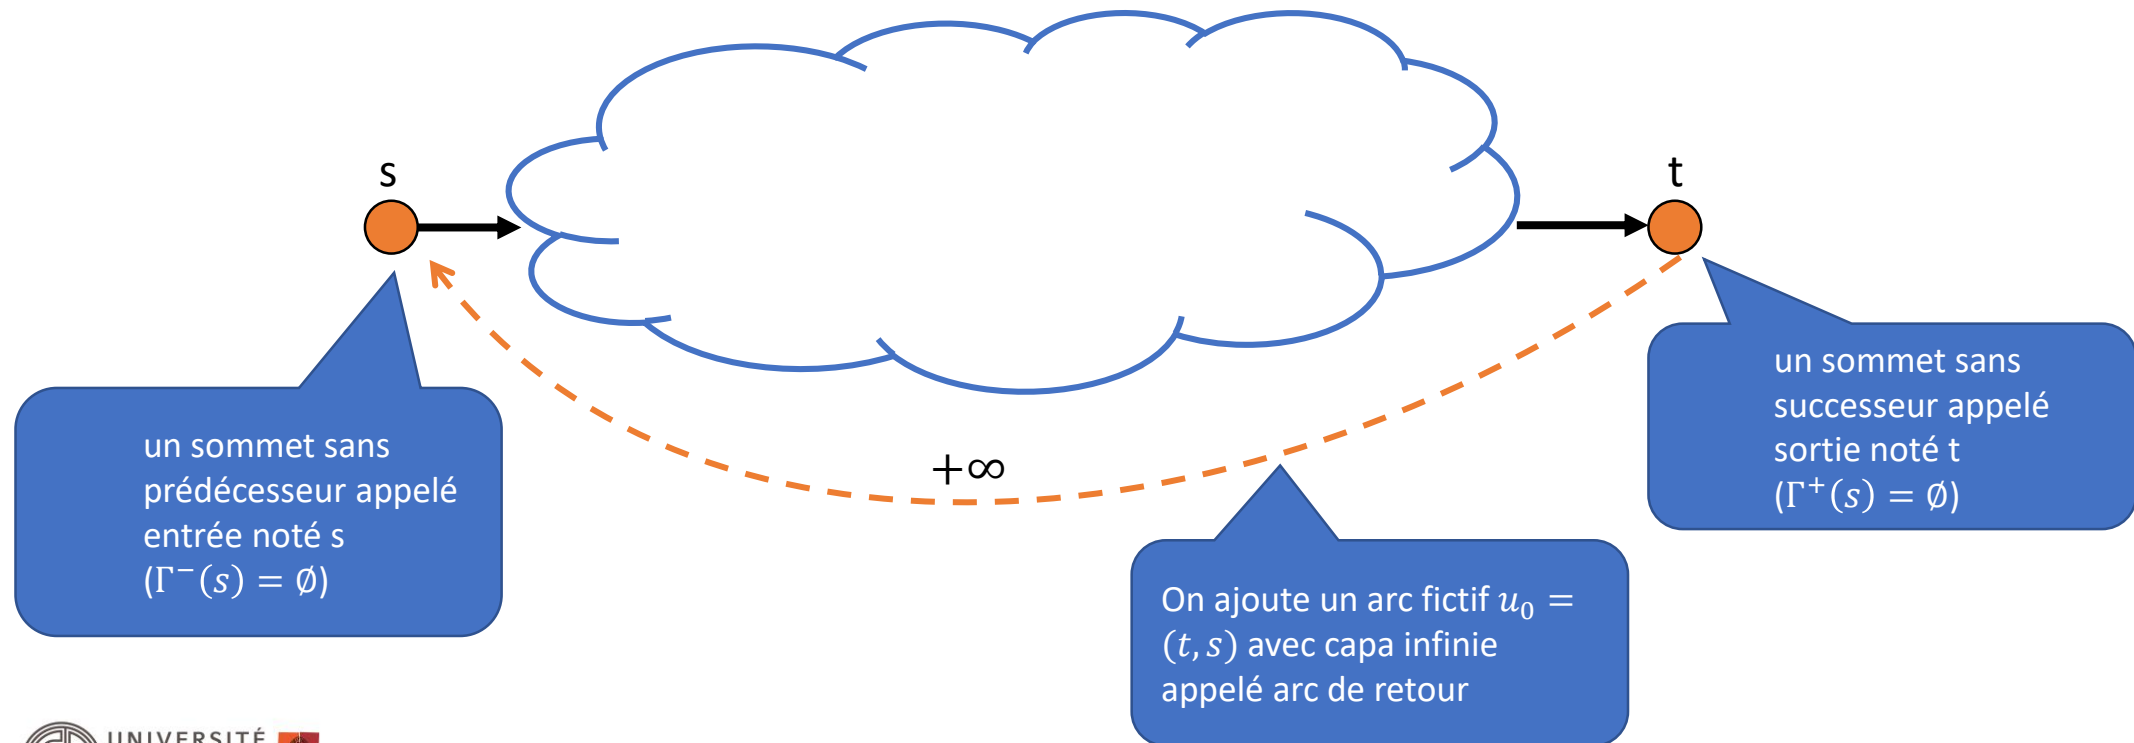 s
t
un sommet sans
prédécesseur appelé
entrée noté s
(Γ⁻(s) = ∅)
+∞
un sommet sans
successeur appelé
sortie noté t
(Γ⁺(s) = ∅)
On ajoute un arc fictif u₀ =
(t, s) avec capa infinie
appelé arc de retour
UNIVERSITÉ